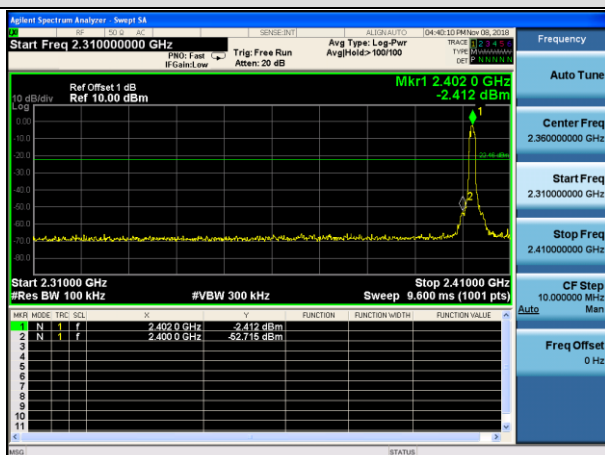 Agilent Spectrum Analyzer - Swept SA
RF 50 Ω AC SENSE:INT ALIGNAUTO 04:40:10 PM Nov 08, 2018
Start Freq 2.310000000 GHz
PNO: Fast
IFGain:Low
Trig: Free Run
Atten: 20 dB
Avg Type: Log-Pwr
Avg|Hold:>100/100
TRACE 1 2 3 4 5 6
TYPE M
DET P N N N N N
Frequency
Auto Tune
Center Freq
2.360000000 GHz
Start Freq
2.310000000 GHz
Stop Freq
2.410000000 GHz
CF Step
10.000000 MHz
Auto Man
Freq Offset
0 Hz
Ref Offset 1 dB
Ref 10.00 dBm
Mkr1 2.402 0 GHz
-2.412 dBm
10 dB/div
Log
0.00
-10.0
-20.0
-30.0
-40.0
-50.0
-60.0
-70.0
-80.0
1
2
Start 2.31000 GHz
#Res BW 100 kHz
#VBW 300 kHz
Stop 2.41000 GHz
Sweep 9.600 ms (1001 pts)
MKR MODE TRC SCL X Y FUNCTION FUNCTION WIDTH FUNCTION VALUE
1 N 1 f 2.402 0 GHz -2.412 dBm
2 N 1 f 2.400 0 GHz -52.715 dBm
3
4
5
6
7
8
9
10
11
MSG
STATUS